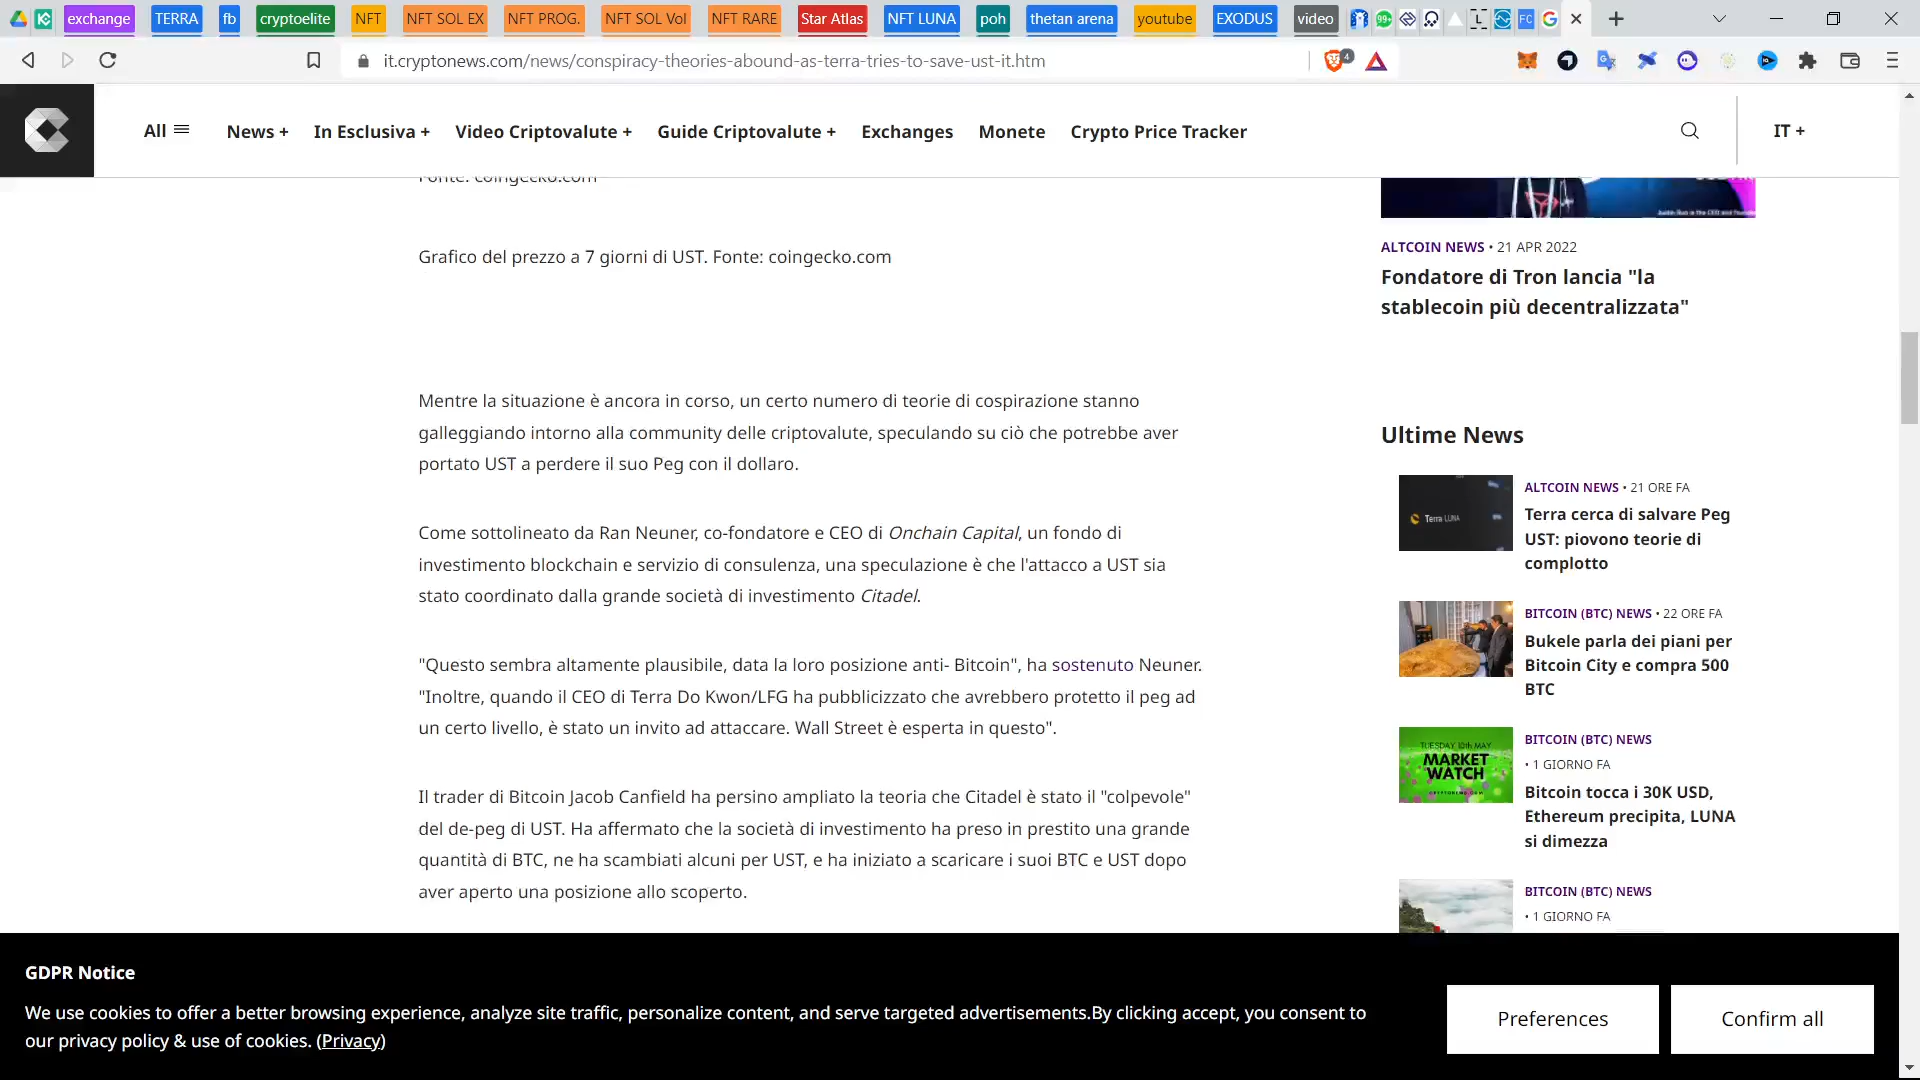 exchange TERRA fb cryptoelite NFT NFT SOL EX NFT PROG. NFT SOL Vol NFT RARE Star Atlas NFT LUNA poh thetan arena youtube EXODUS video 99+ FC
it.cryptonews.com/news/conspiracy-theories-abound-as-terra-tries-to-save-ust-it.htm 4
All News + In Esclusiva + Video Criptovalute + Guide Criptovalute + Exchanges Monete Crypto Price Tracker IT +
Fonte: coingecko.com
Grafico del prezzo a 7 giorni di UST. Fonte: coingecko.com
Mentre la situazione è ancora in corso, un certo numero di teorie di cospirazione stanno
galleggiando intorno alla community delle criptovalute, speculando su ciò che potrebbe aver
portato UST a perdere il suo Peg con il dollaro.
Come sottolineato da Ran Neuner, co-fondatore e CEO di Onchain Capital, un fondo di
investimento blockchain e servizio di consulenza, una speculazione è che l'attacco a UST sia
stato coordinato dalla grande società di investimento Citadel.
"Questo sembra altamente plausibile, data la loro posizione anti- Bitcoin", ha sostenuto Neuner.
"Inoltre, quando il CEO di Terra Do Kwon/LFG ha pubblicizzato che avrebbero protetto il peg ad
un certo livello, è stato un invito ad attaccare. Wall Street è esperta in questo".
Il trader di Bitcoin Jacob Canfield ha persino ampliato la teoria che Citadel è stato il "colpevole"
del de-peg di UST. Ha affermato che la società di investimento ha preso in prestito una grande
quantità di BTC, ne ha scambiati alcuni per UST, e ha iniziato a scaricare i suoi BTC e UST dopo
aver aperto una posizione allo scoperto.
ALTCOIN NEWS • 21 APR 2022
Fondatore di Tron lancia "la
stablecoin più decentralizzata"
Ultime News
Terra LUNA
ALTCOIN NEWS • 21 ORE FA
Terra cerca di salvare Peg
UST: piovono teorie di
complotto
BITCOIN (BTC) NEWS • 22 ORE FA
Bukele parla dei piani per
Bitcoin City e compra 500
BTC
TUESDAY, 10th MAY
MARKET
WATCH
CRYPTONEWS.COM
BITCOIN (BTC) NEWS
• 1 GIORNO FA
Bitcoin tocca i 30K USD,
Ethereum precipita, LUNA
si dimezza
BITCOIN (BTC) NEWS
• 1 GIORNO FA
GDPR Notice
We use cookies to offer a better browsing experience, analyze site traffic, personalize content, and serve targeted advertisements.By clicking accept, you consent to
our privacy policy & use of cookies. (Privacy)
Preferences
Confirm all